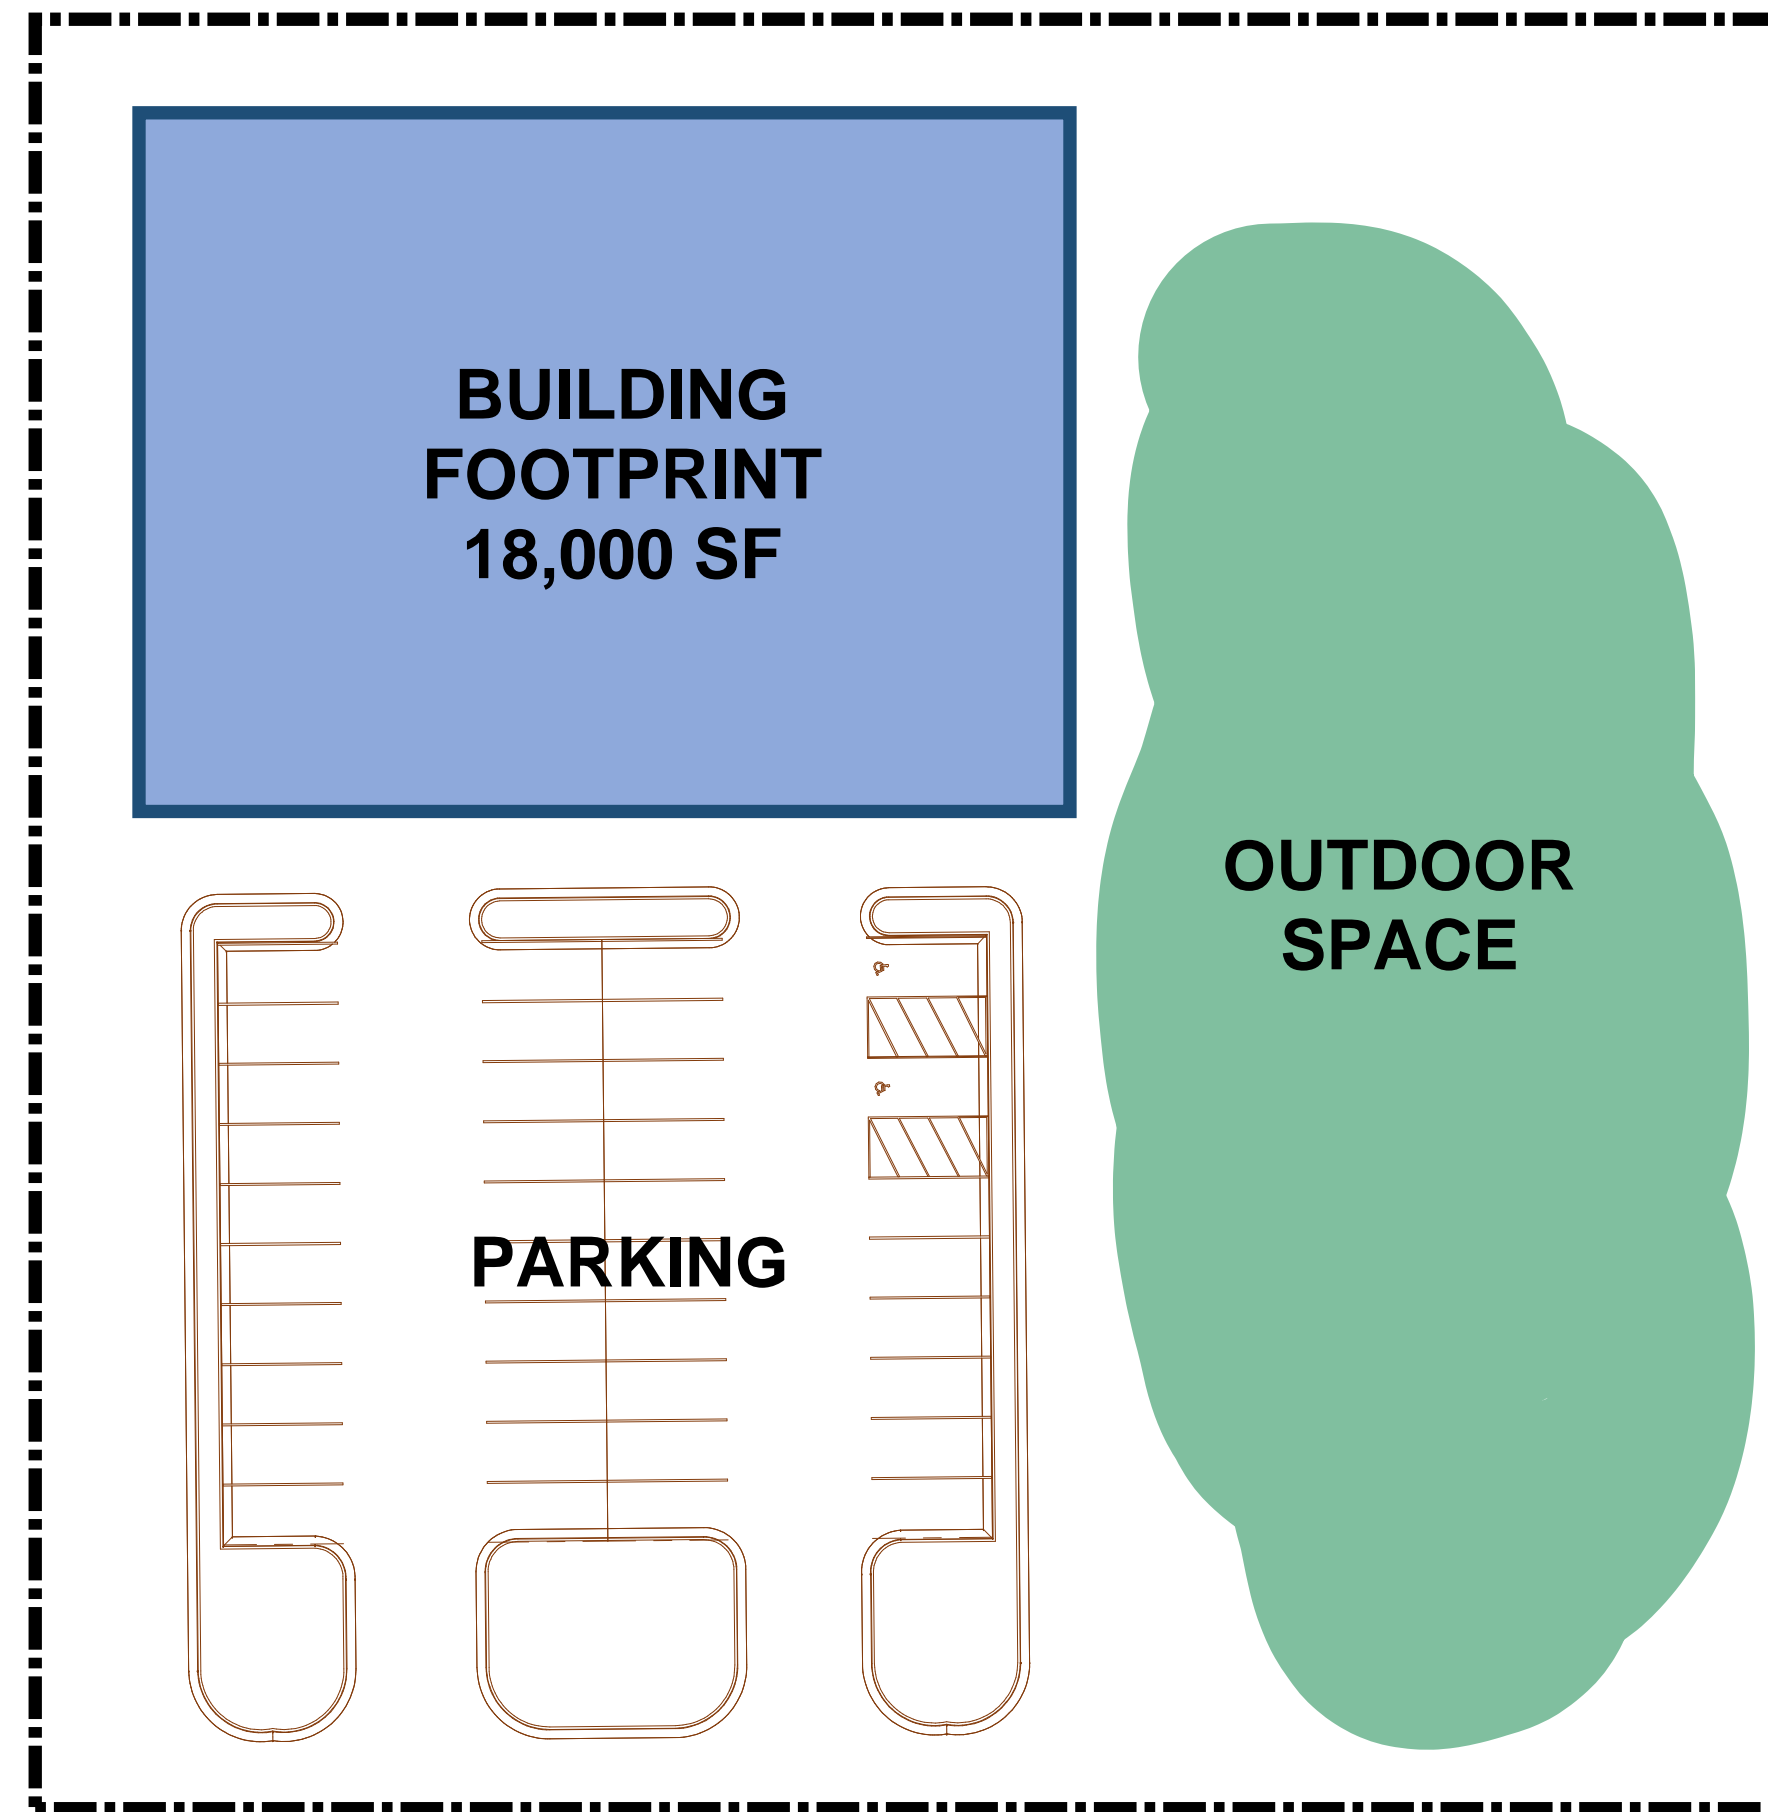 BUILDING
FOOTPRINT
18,000 SF
OUTDOOR
SPACE
PARKING